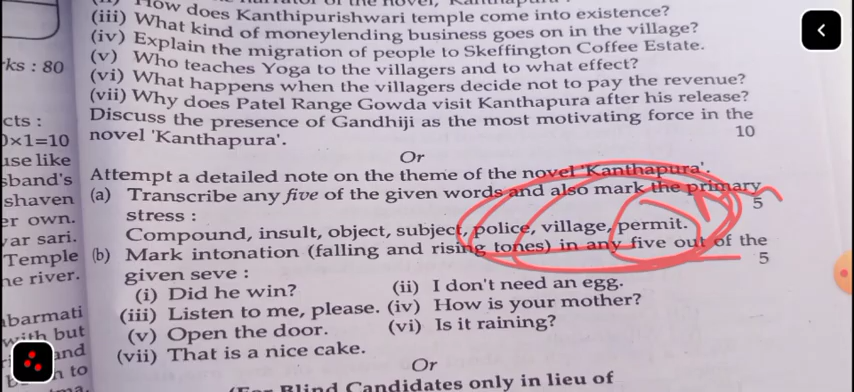 How does Kanthipurishwari temple come into existence?
(iii) What kind of moneylending business goes on in the village?
(iv) Explain the migration of people to Skeffington Coffee Estate.
rks : 80
(v) Who teaches Yoga to the villagers and to what effect?
(vi) What happens when the villagers decide not to pay the revenue?
(vii) Why does Patel Range Gowda visit Kanthapura after his release?
cts :
Discuss the presence of Gandhiji as the most motivating force in the
×1=10
novel 'Kanthapura'. 10
use like
Or
sband's
Attempt a detailed note on the theme of the novel 'Kanthapura'.
shaven
(a) Transcribe any five of the given words and also mark the primary
er own.
stress : 5
var sari.
Compound, insult, object, subject, police, village, permit.
Temple
(b) Mark intonation (falling and rising tones) in any five out of the
he river.
given seve : 5
(i) Did he win? (ii) I don't need an egg.
barmati
(iii) Listen to me, please. (iv) How is your mother?
with but
(v) Open the door. (vi) Is it raining?
and
(vii) That is a nice cake.
n to
Or
Blind Candidates only in lieu of